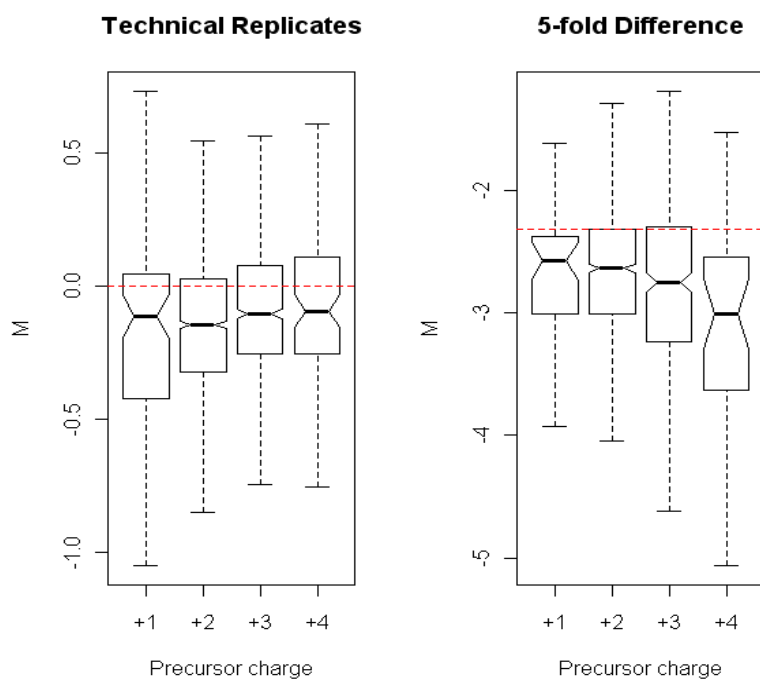 Technical Replicates
M
0.5
0.0
-0.5
-1.0
+1 +2 +3 +4
Precursor charge
5-fold Difference
M
-2
-3
-4
-5
+1 +2 +3 +4
Precursor charge